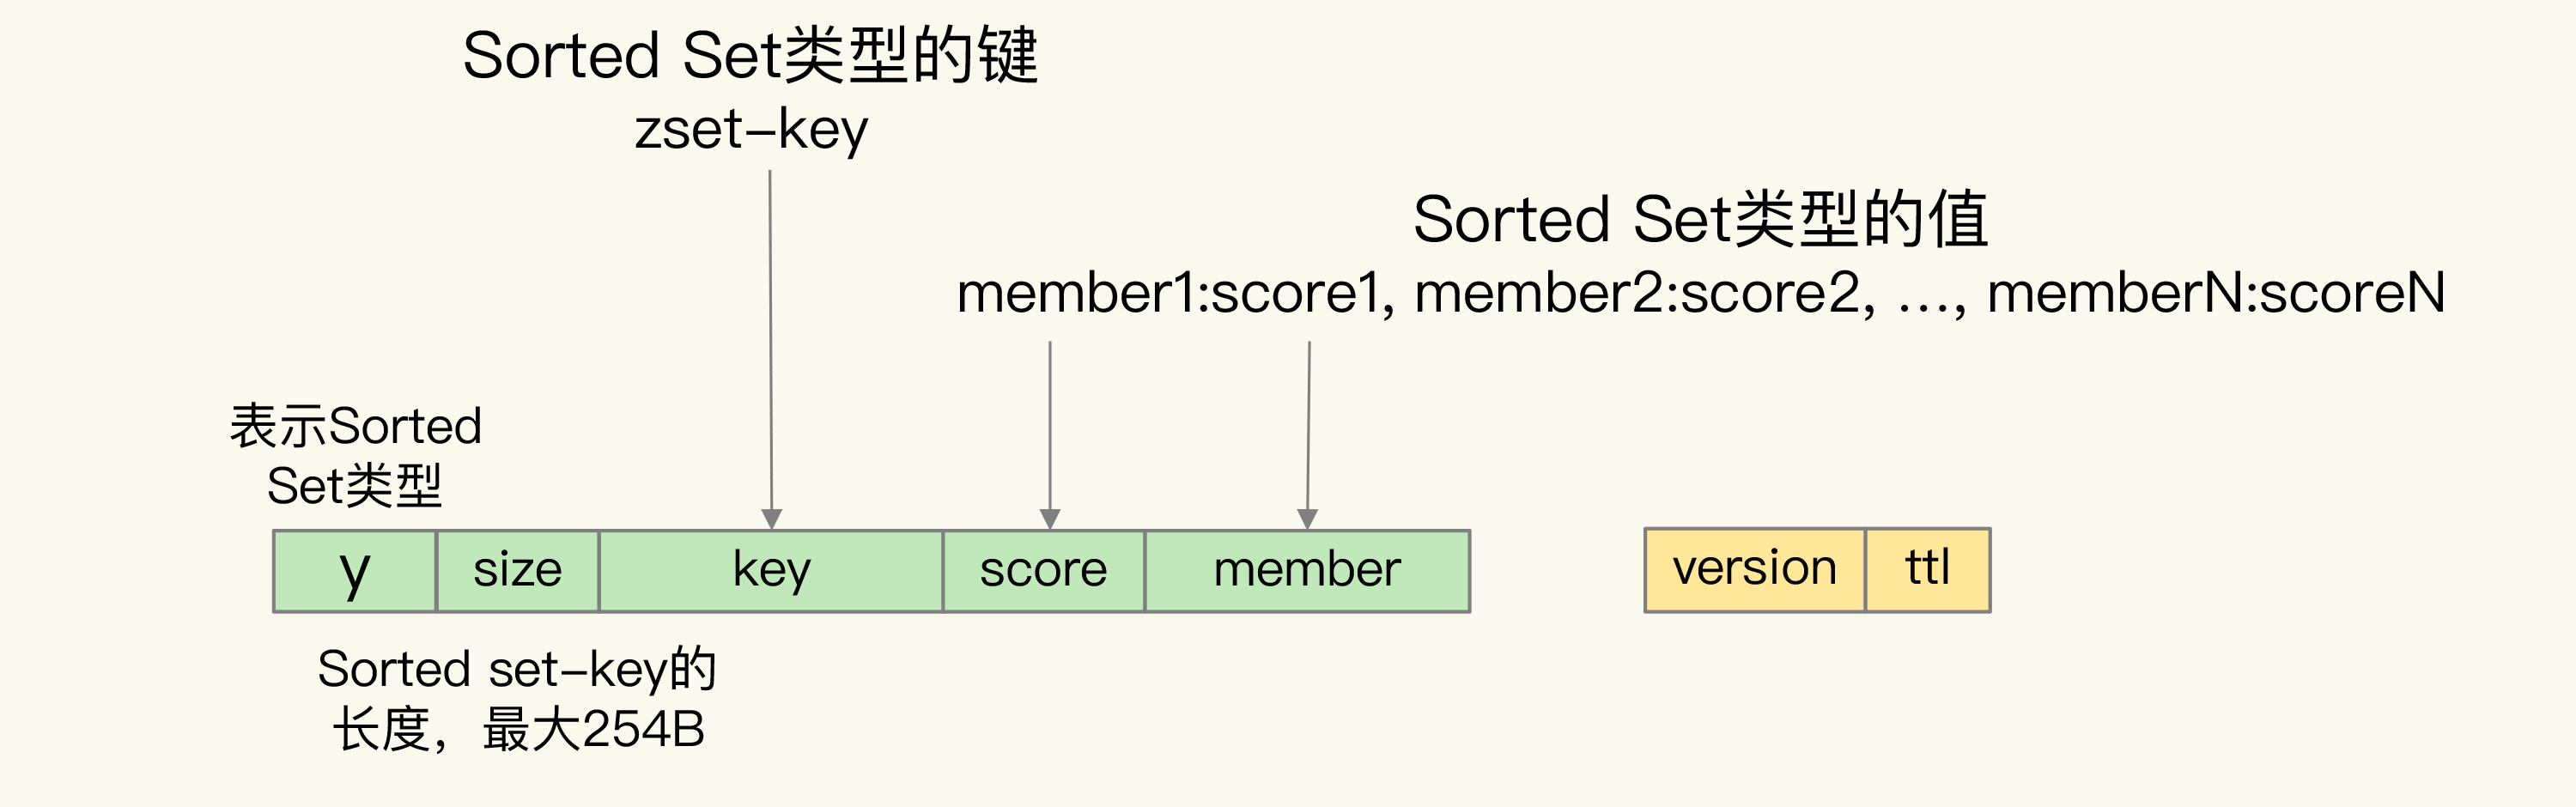 Sorted Set类型的键
zset-key
Sorted Set类型的值
member1:score1, member2:score2, ..., memberN:scoreN
表示Sorted
Set类型
y
size
key
score
member
version
ttl
Sorted set-key的
长度，最大254B